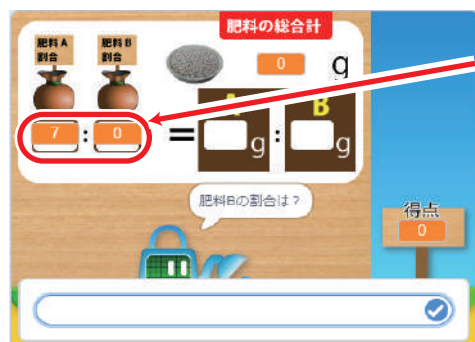 肥料の総合計
肥料A
割合
肥料B
割合
0 g
7 : 0 = A g : B g
肥料Bの割合は?
得点
0